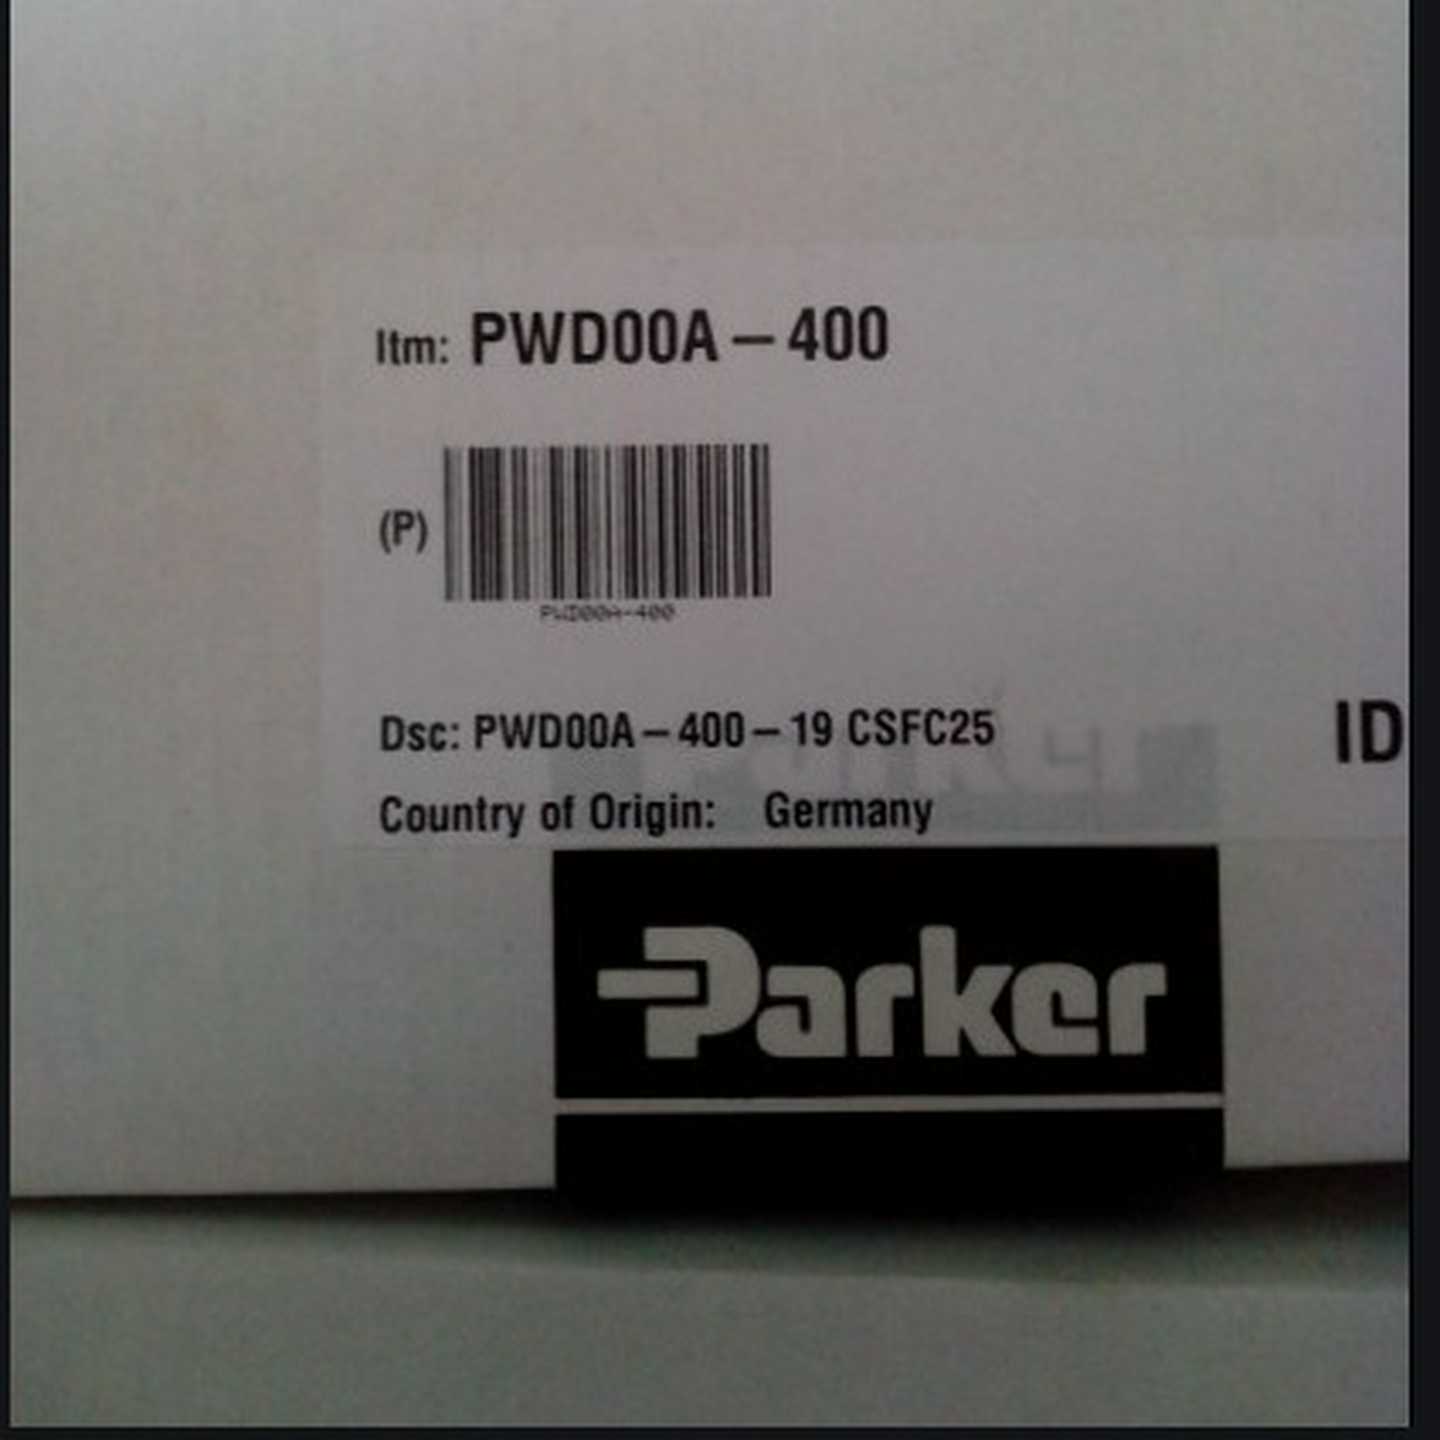 Itm: PWD00A – 400
(P)
PWD00A-400
Dsc: PWD00A – 400 – 19 CSFC25
ID
Country of Origin: Germany
Parker